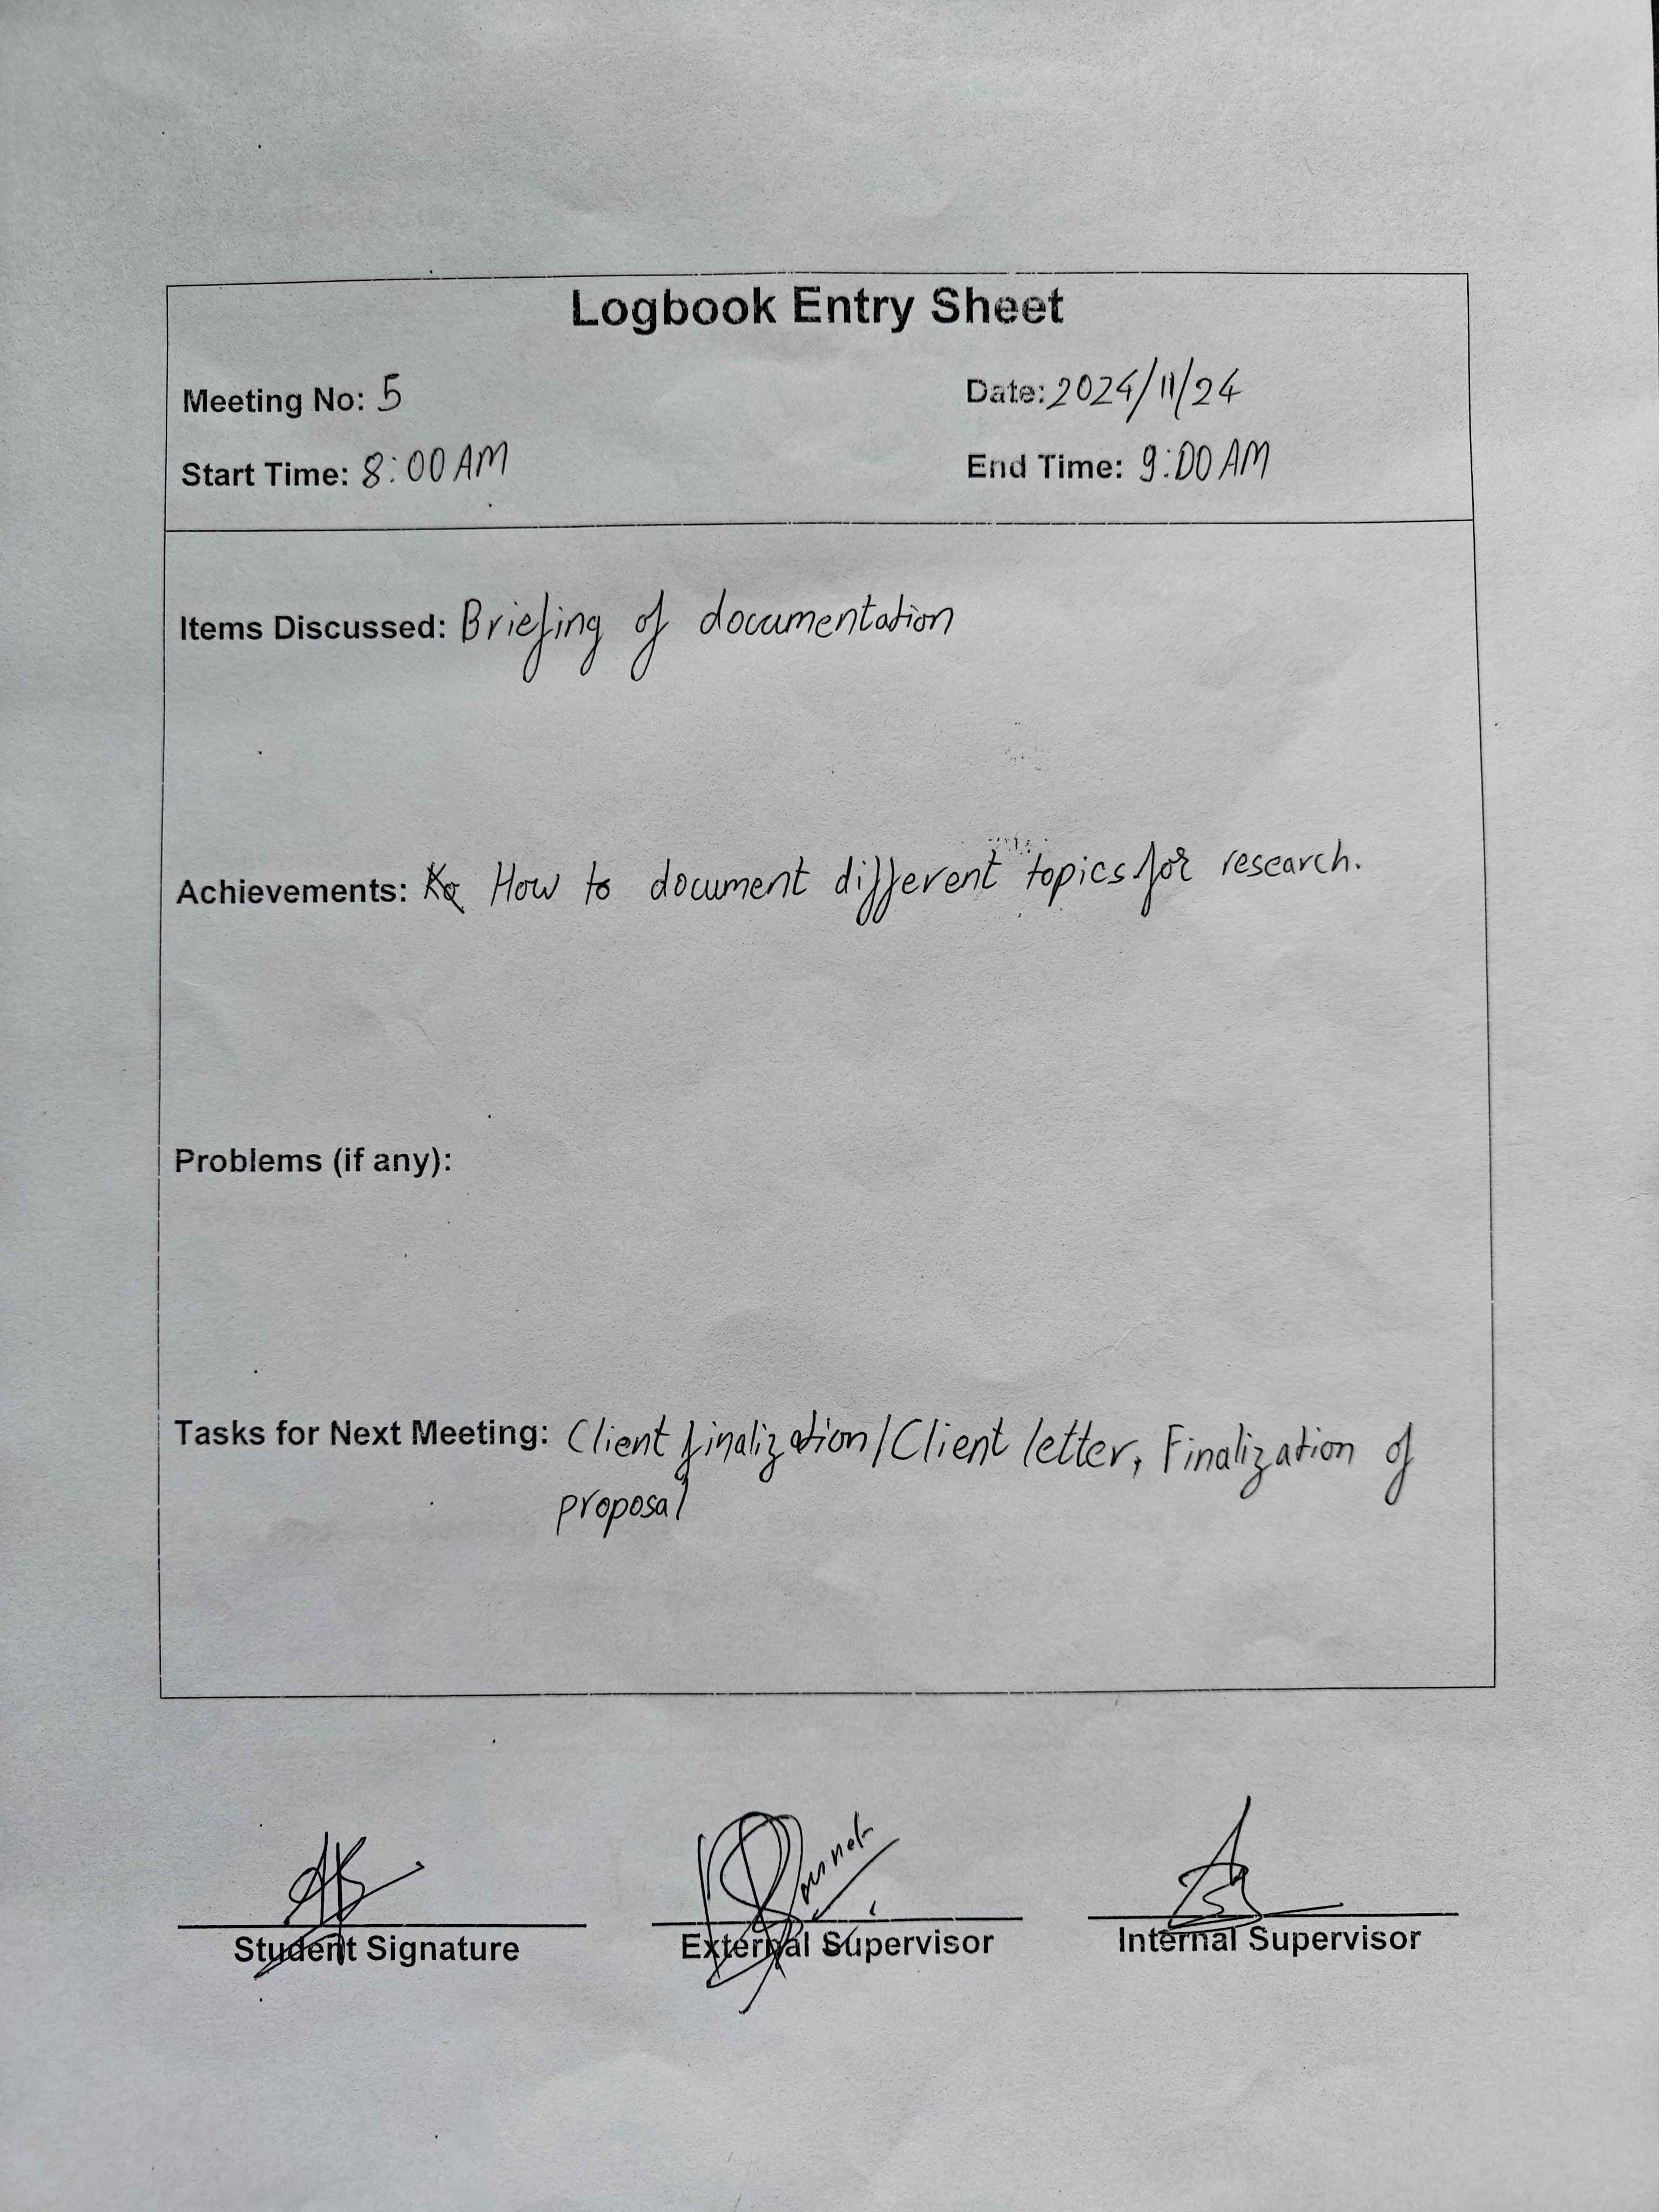 Logbook Entry Sheet
Meeting No: 5 Date: 2024/11/24
Start Time: 8:00 AM End Time: 9:00 AM
Items Discussed: Briefing of documentation
Achievements: How to document different topics for research.
Problems (if any):
Tasks for Next Meeting: Client finalization/Client letter, Finalization of
proposal
Student Signature External Supervisor Internal Supervisor